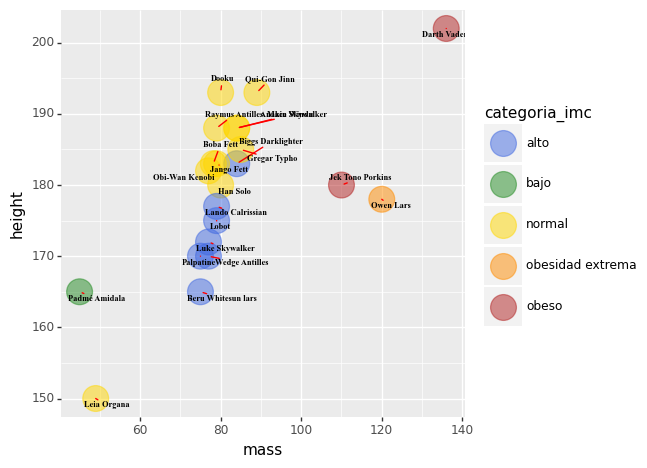 200
190
180
170
160
150
height
60
80
100
120
140
mass
Darth Vader
Dooku
Qui-Gon Jinn
Raymus Antilles
Anakin Skywalker
Biggs Darklighter
Boba Fett
Gregar Typho
Jango Fett
Obi-Wan Kenobi
Jek Tono Porkins
Han Solo
Owen Lars
Lando Calrissian
Lobot
Luke Skywalker
Palpatine
Wedge Antilles
Padmé Amidala
Beru Whitesun lars
Leia Organa
categoria_imc
alto
bajo
normal
obesidad extrema
obeso